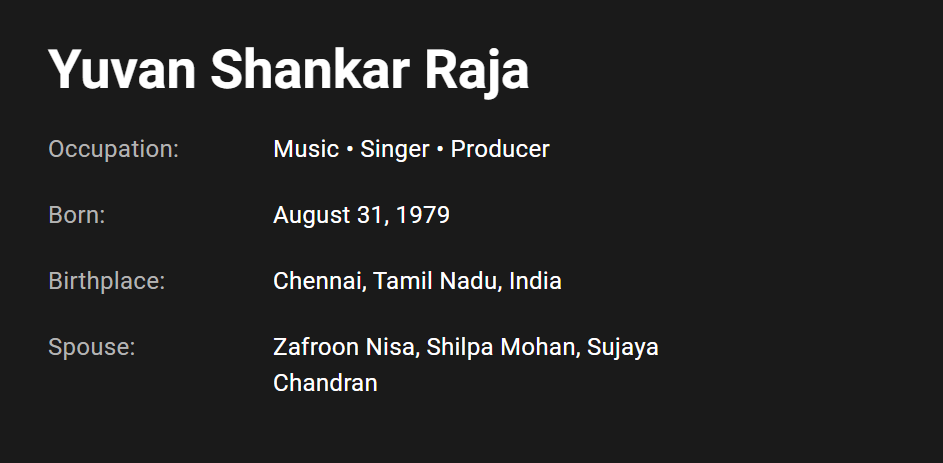 Yuvan Shankar Raja
Occupation: Music • Singer • Producer
Born: August 31, 1979
Birthplace: Chennai, Tamil Nadu, India
Spouse: Zafroon Nisa, Shilpa Mohan, Sujaya
Chandran